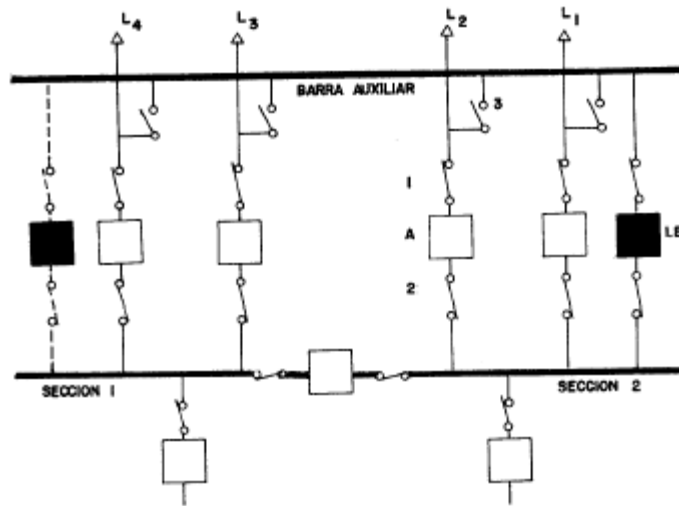 L4 L3 L2 L1
BARRA AUXILIAR
3
1
A
2
SECCION 1
SECCION 2